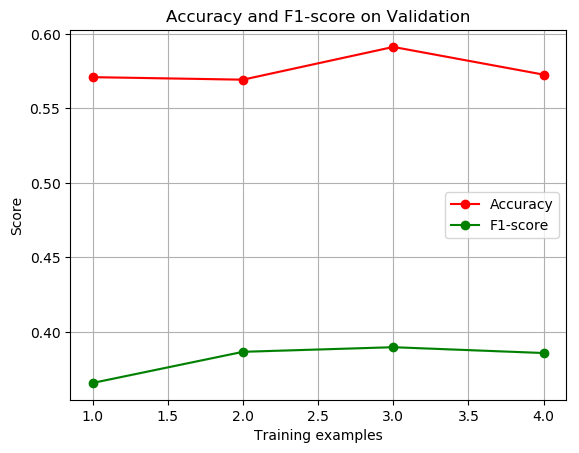 Accuracy and F1-score on Validation
0.60
0.55
0.50
0.45
0.40
Score
Accuracy
F1-score
1.0 1.5 2.0 2.5 3.0 3.5 4.0
Training examples